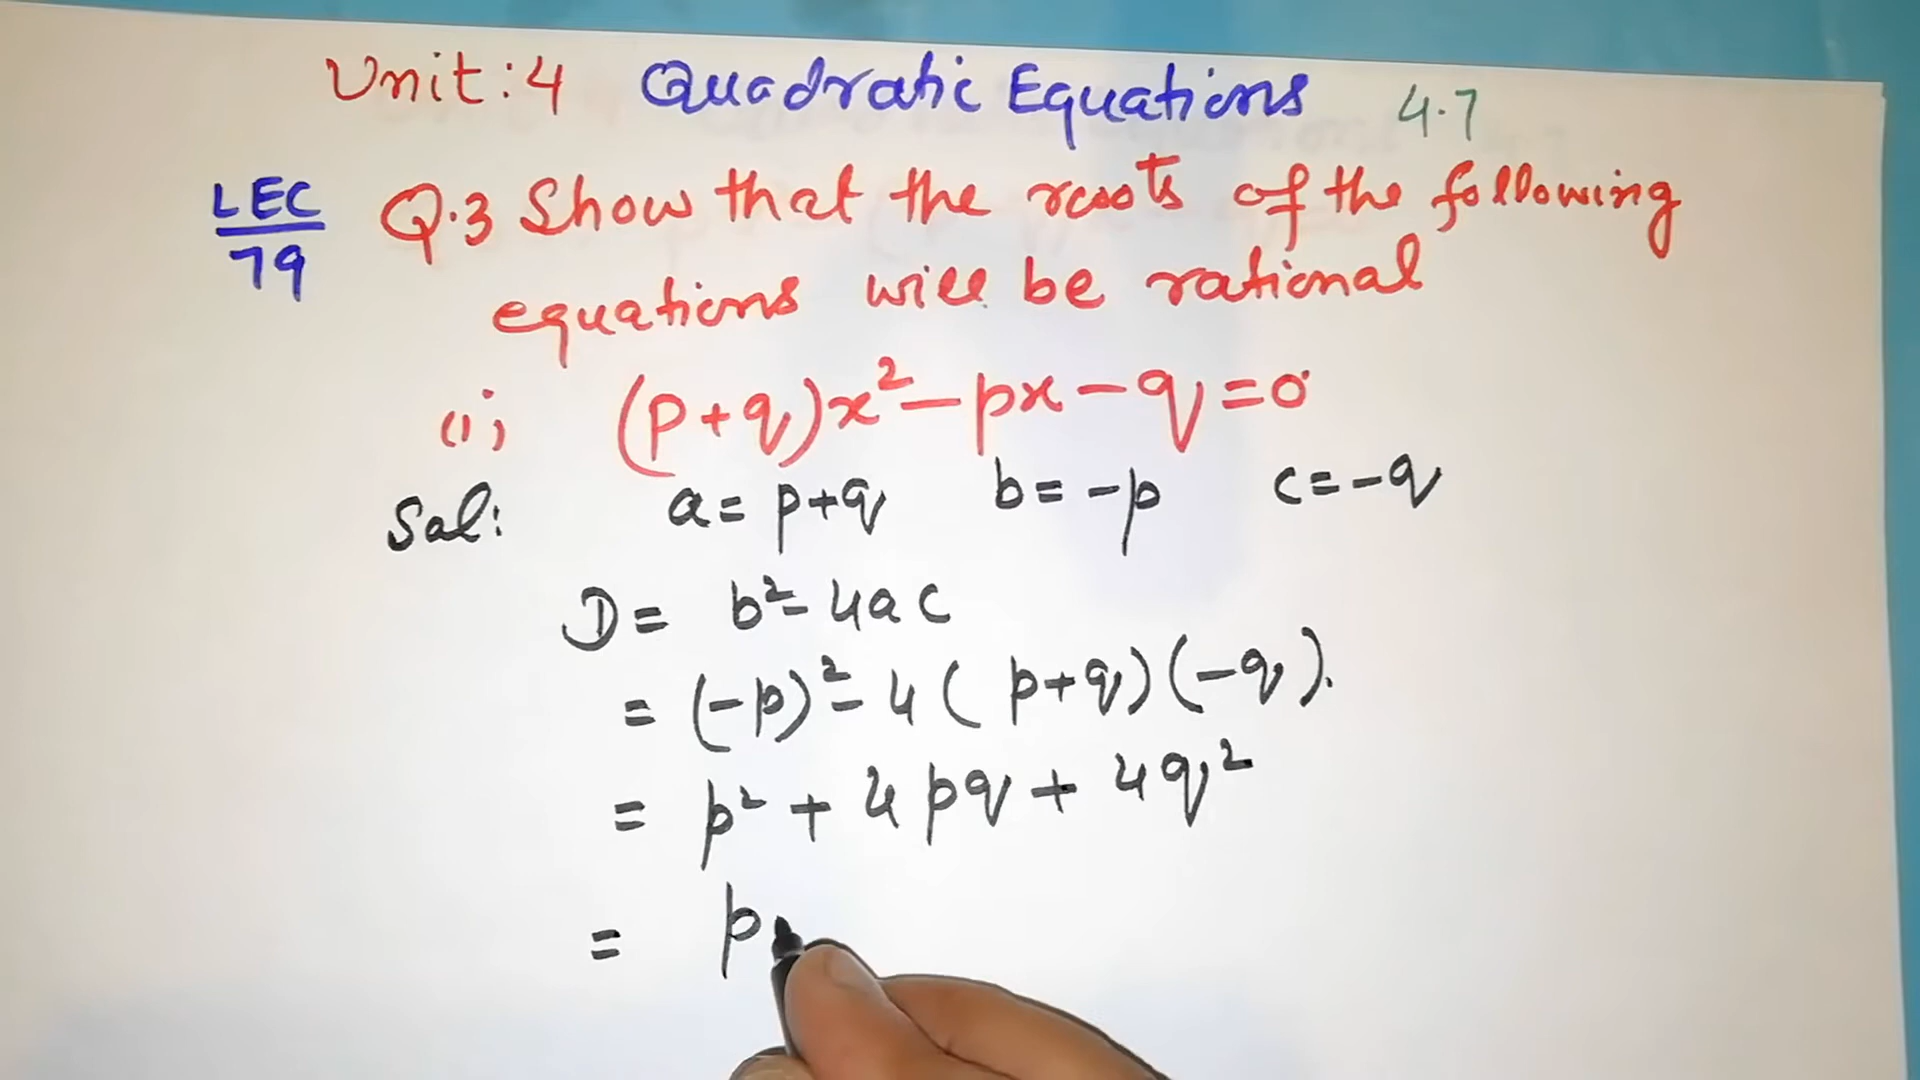 Unit:4 Quadratic Equations 4.7
LEC 79 Q.3 Show that the roots of the following
equations will be rational
(i) (p+q)x²-px-q=0
Sol: a=p+q b=-p c=-q
D= b²-4ac
= (-p)²-4(p+q)(-q).
= p²+4pq+4q²
= p